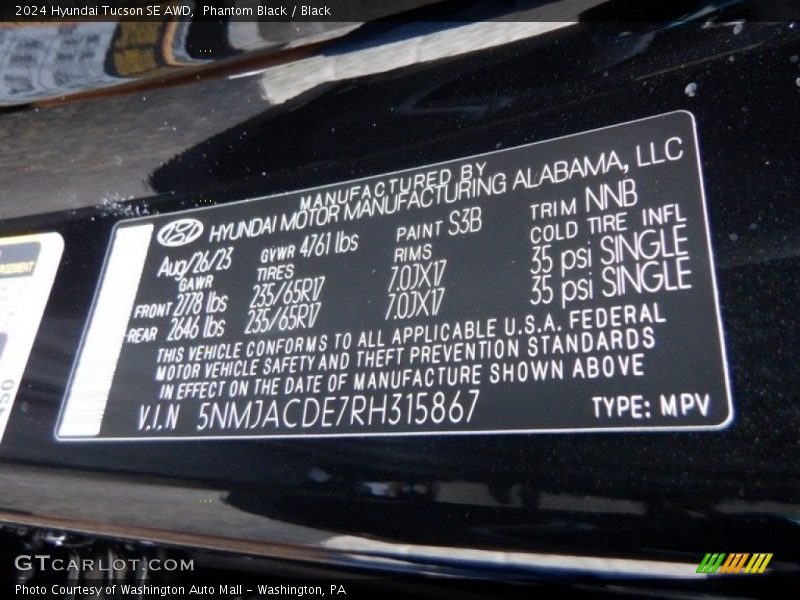 2024 Hyundai Tucson SE AWD, Phantom Black / Black
MANUFACTURED BY
HYUNDAI MOTOR MANUFACTURING ALABAMA, LLC
Aug/26/23 GVWR 4761 lbs PAINT S3B TRIM NNB
GAWR TIRES RIMS COLD TIRE INFL
FRONT 2778 lbs 235/65R17 7.0JX17 35 psi SINGLE
REAR 2646 lbs 235/65R17 7.0JX17 35 psi SINGLE
THIS VEHICLE CONFORMS TO ALL APPLICABLE U.S.A. FEDERAL
MOTOR VEHICLE SAFETY AND THEFT PREVENTION STANDARDS
IN EFFECT ON THE DATE OF MANUFACTURE SHOWN ABOVE
V.I.N 5NMJACDE7RH315867 TYPE: MPV
450
GTCARLOT.COM
Photo Courtesy of Washington Auto Mall - Washington, PA